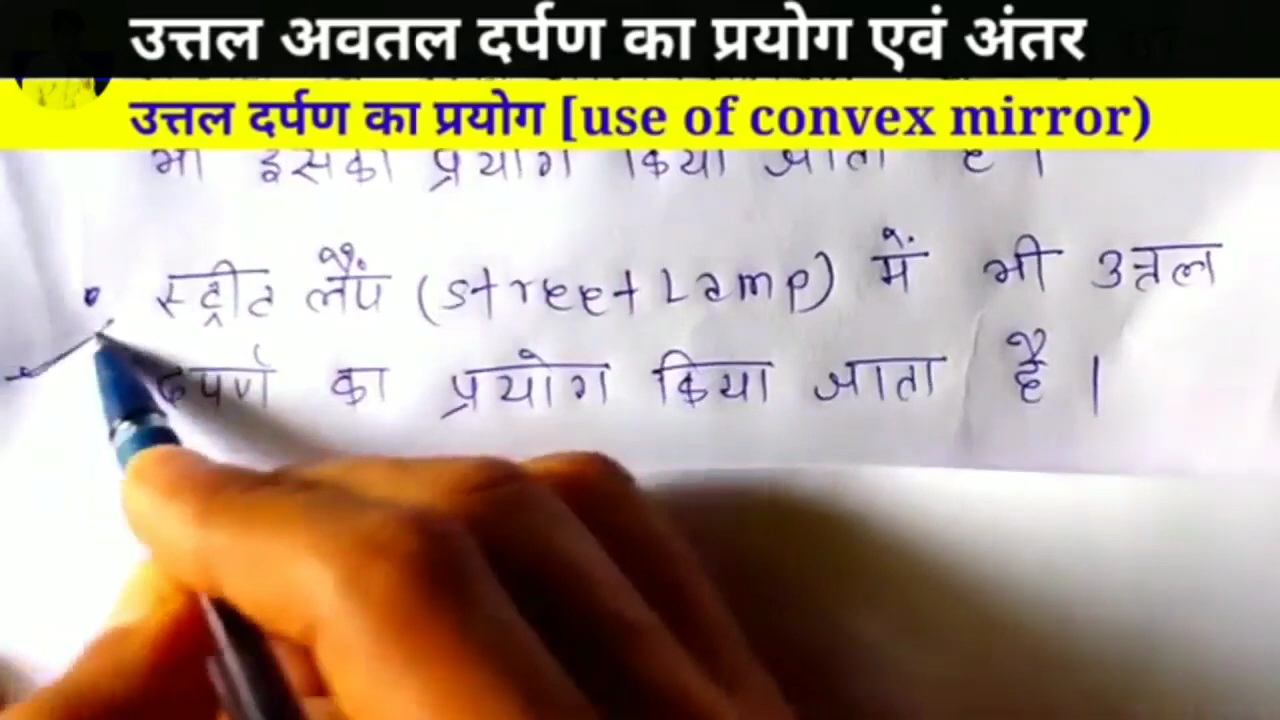 उत्तल अवतल दर्पण का प्रयोग एवं अंतर
उत्तल दर्पण का प्रयोग [use of convex mirror)
भी इसका प्रयोग किया जाता है ।
स्ट्रीट लैंप (street Lamp) में भी उत्तल
दर्पण का प्रयोग किया जाता है ।